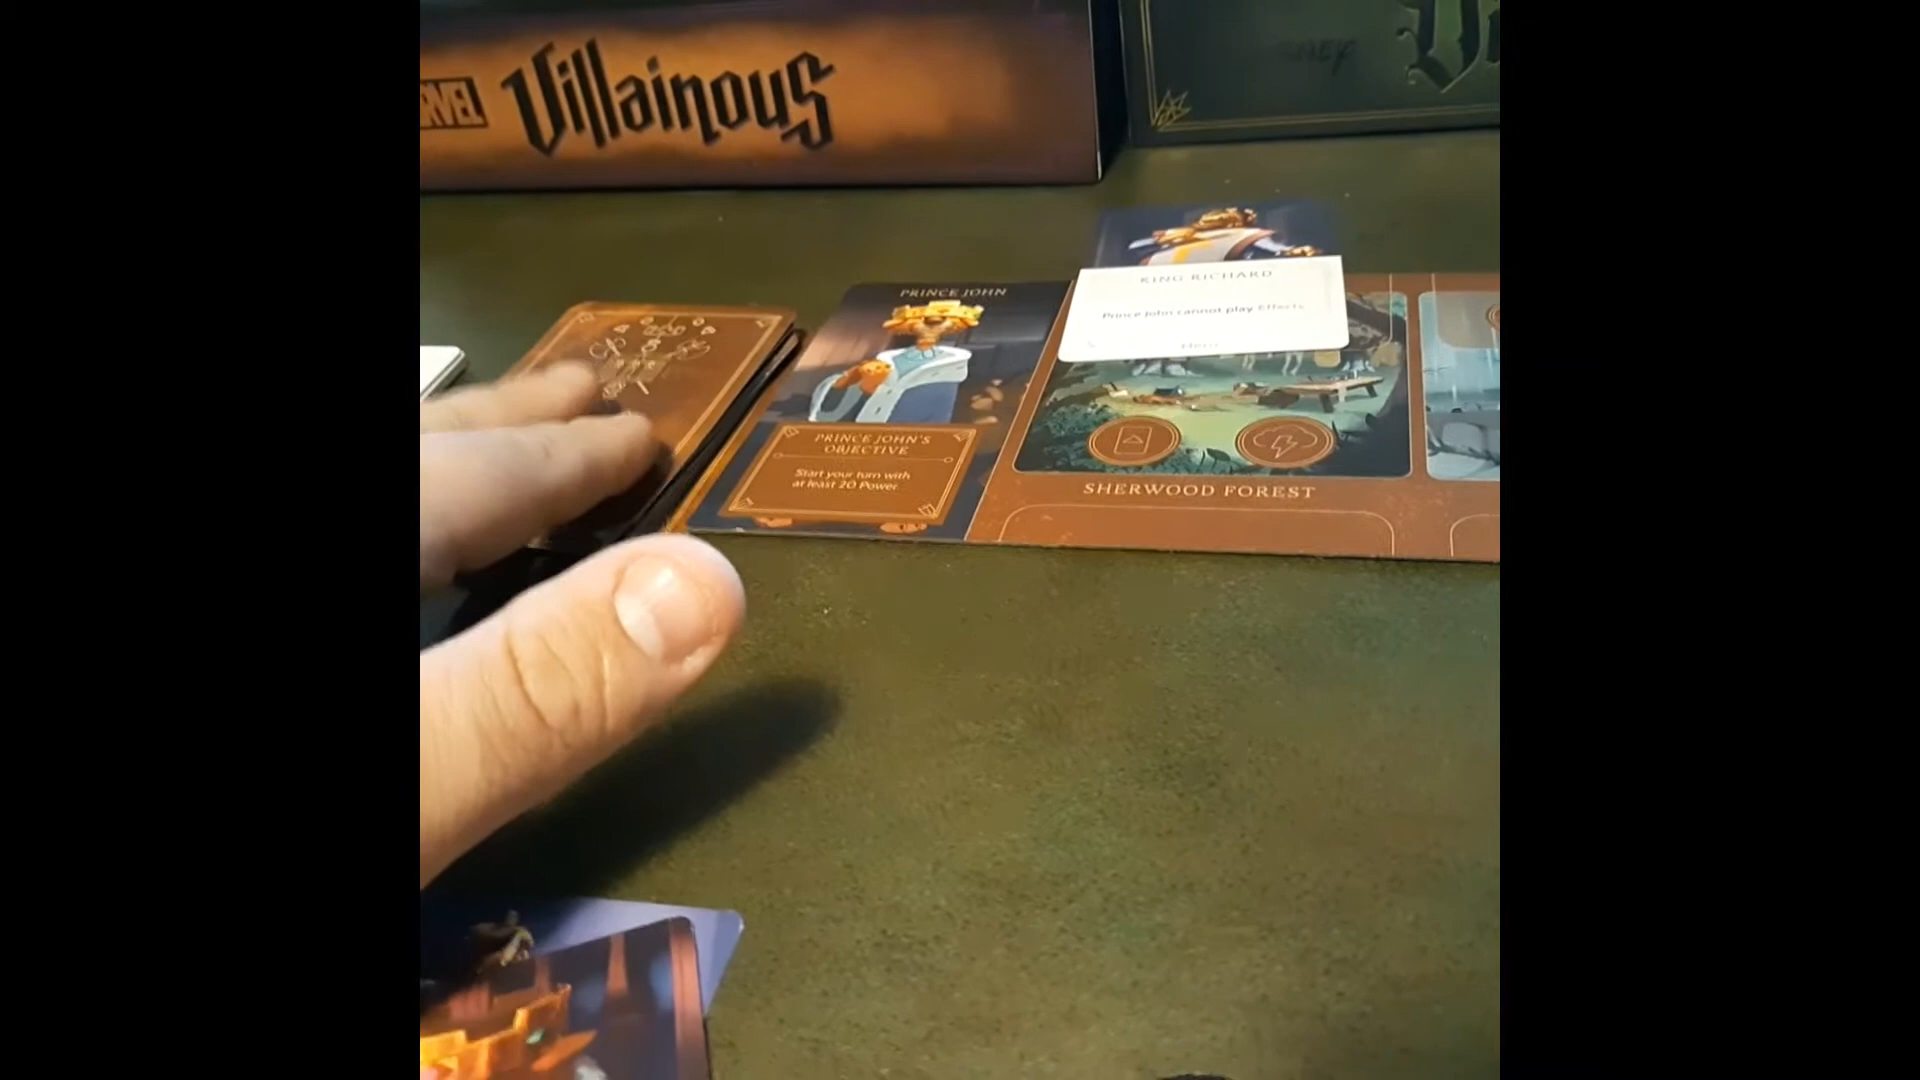 Villainous
PRINCE JOHN
KING RICHARD
Prince John cannot play Effects.
Hero
PRINCE JOHN'S
OBJECTIVE
Start your turn with
at least 20 Power
SHERWOOD FOREST